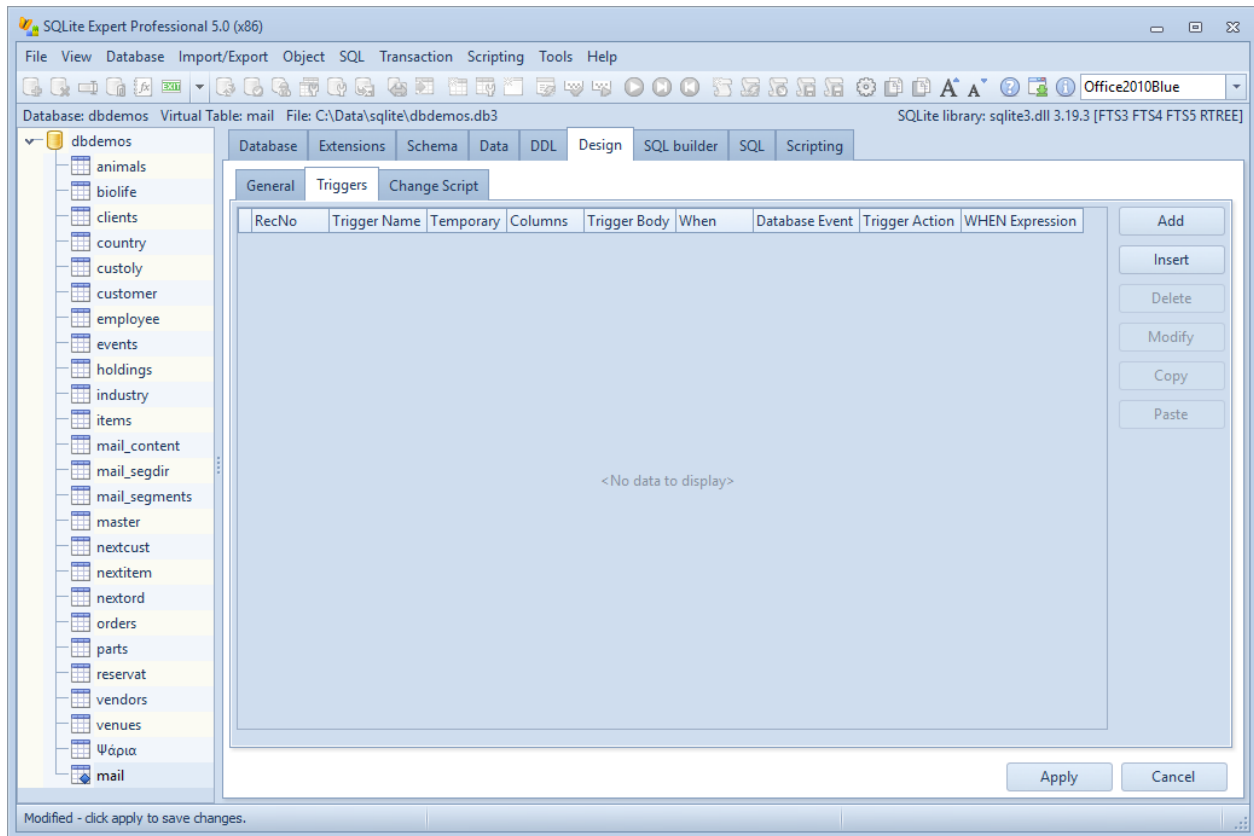 SQLite Expert Professional 5.0 (x86)
File View Database Import/Export Object SQL Transaction Scripting Tools Help
Office2010Blue
Database: dbdemos Virtual Table: mail File: C:\Data\sqlite\dbdemos.db3 SQLite library: sqlite3.dll 3.19.3 [FTS3 FTS4 FTS5 RTREE]
dbdemos
animals
biolife
clients
country
custoly
customer
employee
events
holdings
industry
items
mail_content
mail_segdir
mail_segments
master
nextcust
nextitem
nextord
orders
parts
reservat
vendors
venues
Ψάρια
mail
Database Extensions Schema Data DDL Design SQL builder SQL Scripting
General Triggers Change Script
RecNo Trigger Name Temporary Columns Trigger Body When Database Event Trigger Action WHEN Expression
<No data to display>
Add
Insert
Delete
Modify
Copy
Paste
Apply Cancel
Modified - click apply to save changes.